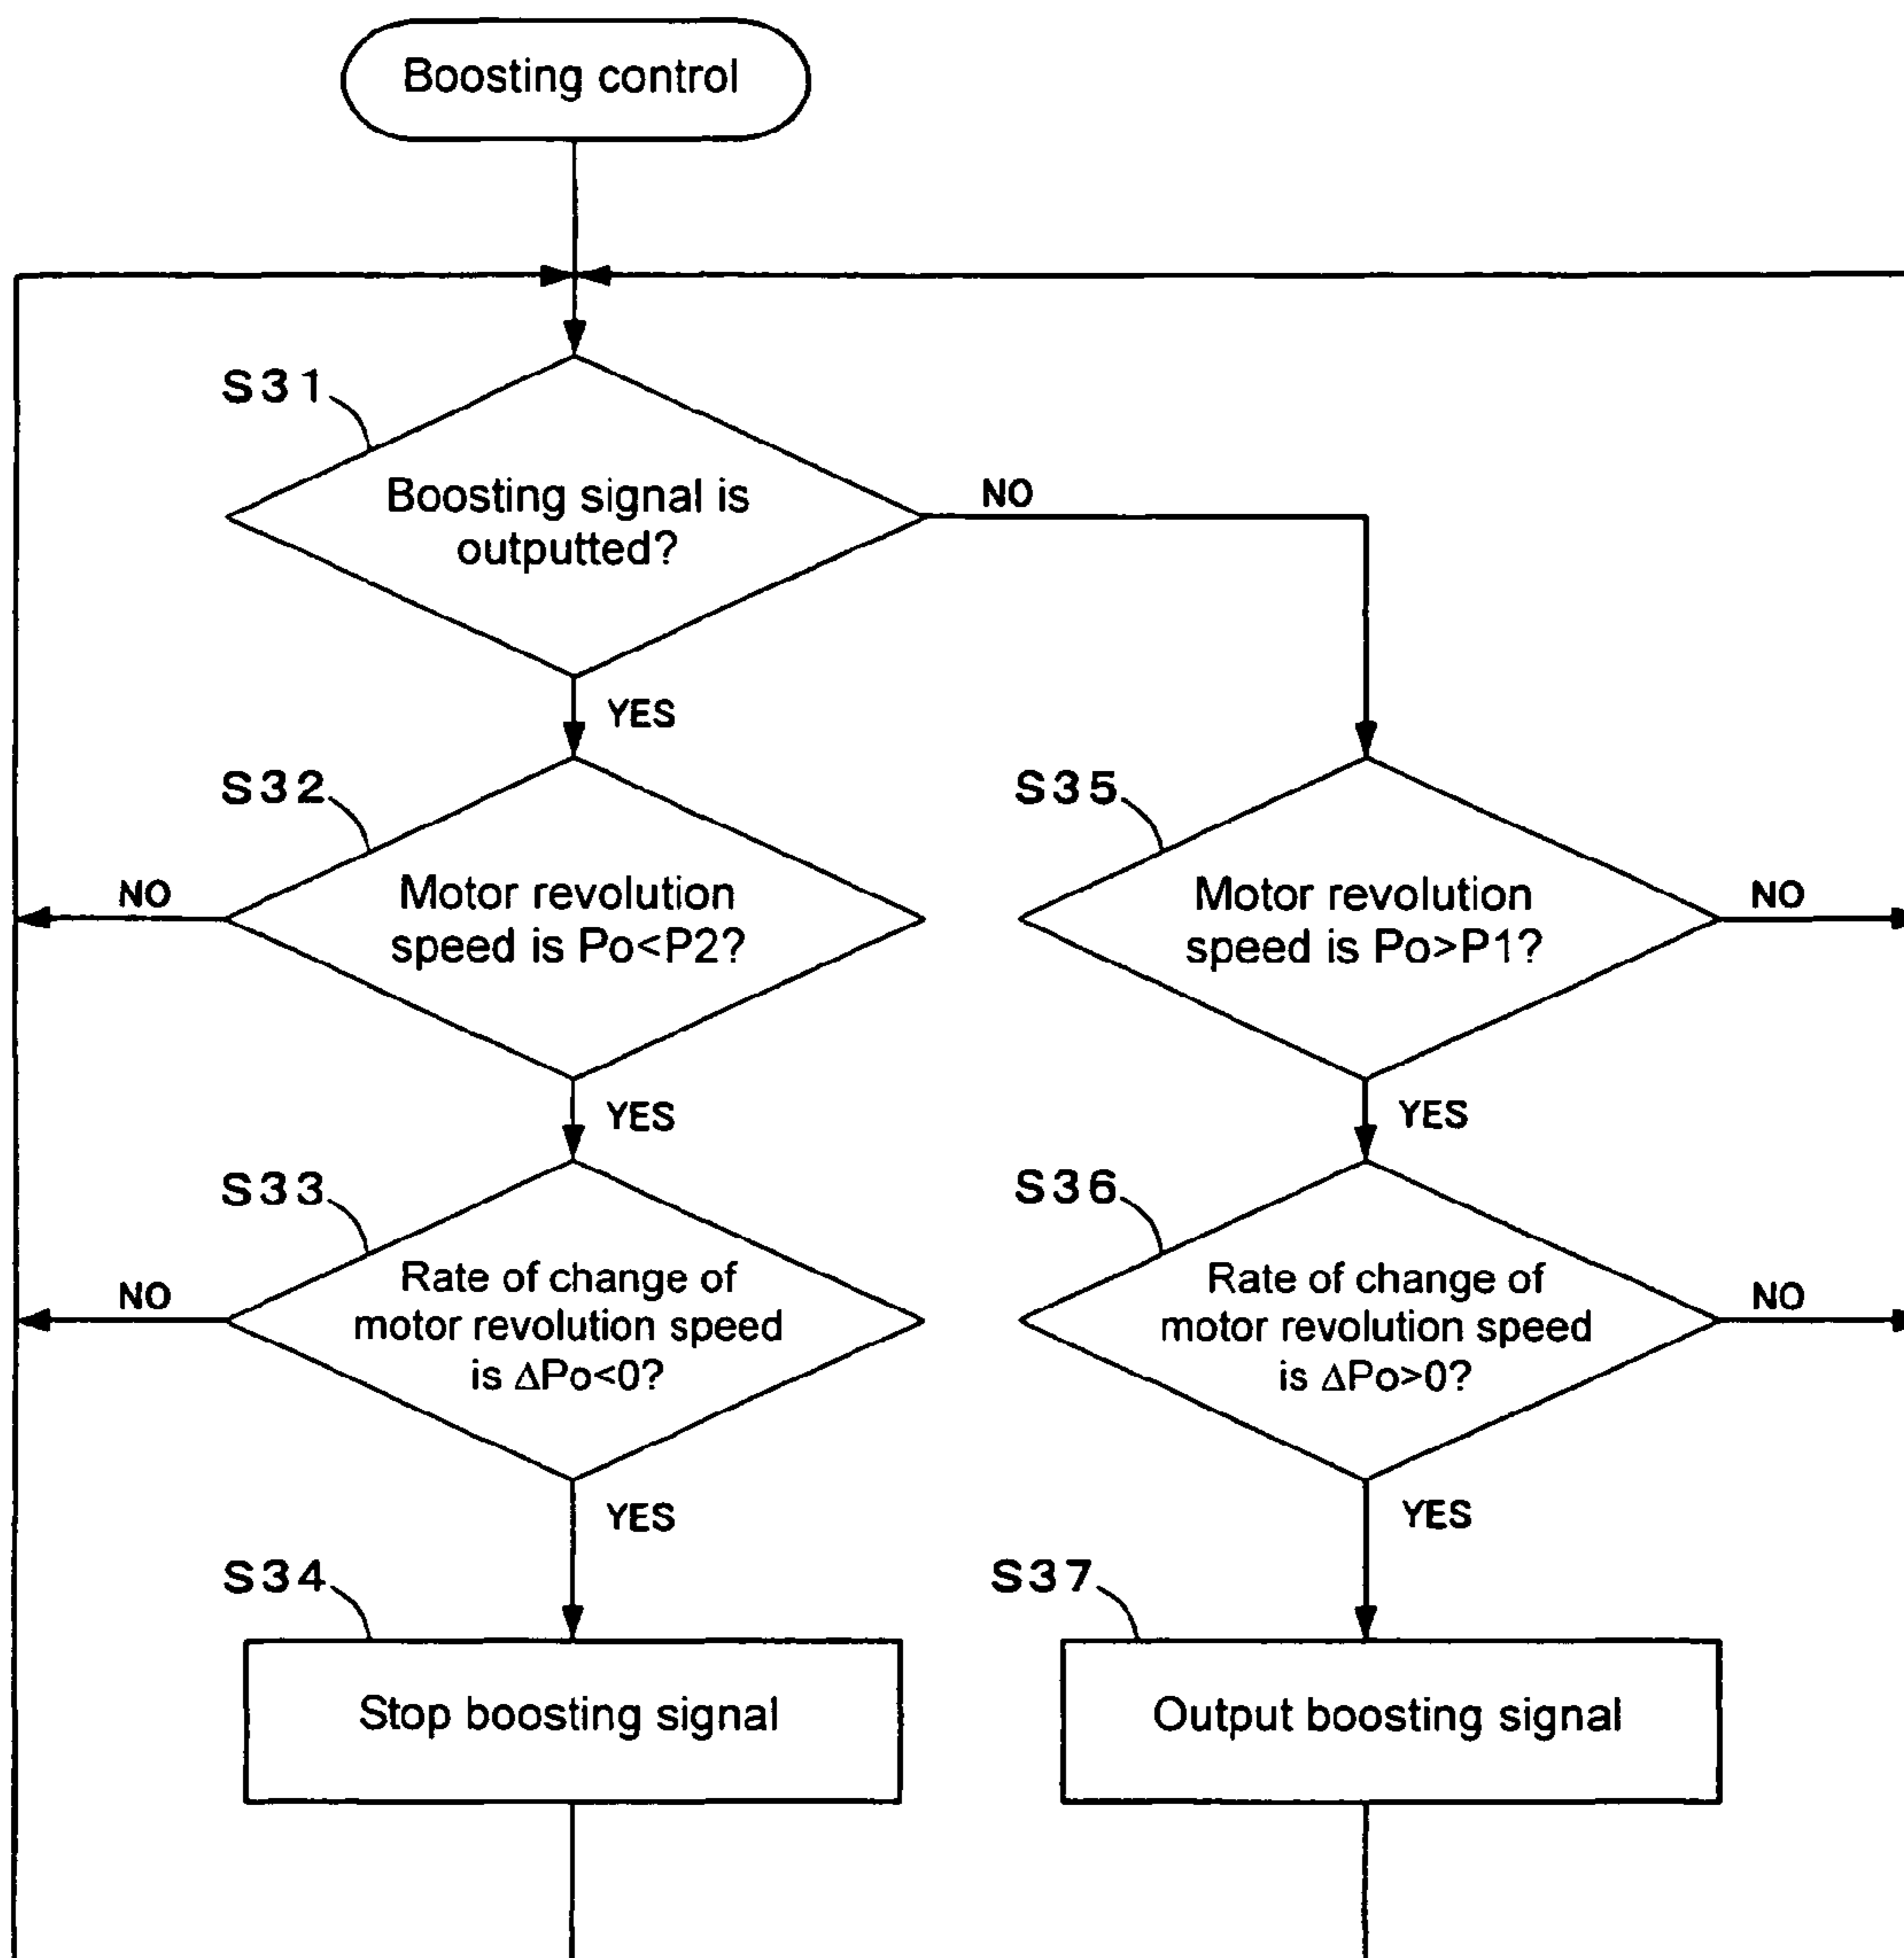 Boosting control
S31
Boosting signal is
outputted?
NO
YES
S32
Motor revolution
speed is Po<P2?
NO
YES
S35
Motor revolution
speed is Po>P1?
NO
YES
S33
Rate of change of
motor revolution speed
is ΔPo<0?
NO
YES
S36
Rate of change of
motor revolution speed
is ΔPo>0?
NO
YES
S34
Stop boosting signal
S37
Output boosting signal